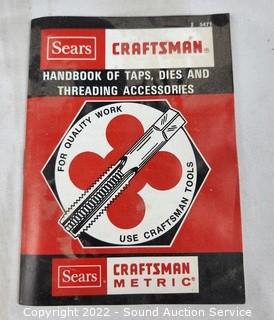 Sears CRAFTSMAN®
HANDBOOK OF TAPS, DIES AND
THREADING ACCESSORIES
FOR QUALITY WORK
USE CRAFTSMAN TOOLS
Sears CRAFTSMAN
METRIC®
Copyright 2022 - Sound Auction Service